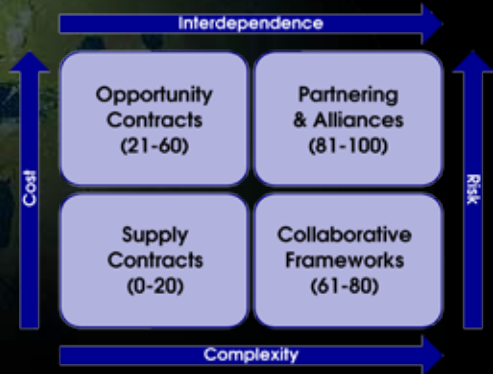 Interdependence
Cost
Opportunity
Contracts
(21-60)
Partnering
& Alliances
(81-100)
Risk
Supply
Contracts
(0-20)
Collaborative
Frameworks
(61-80)
Complexity